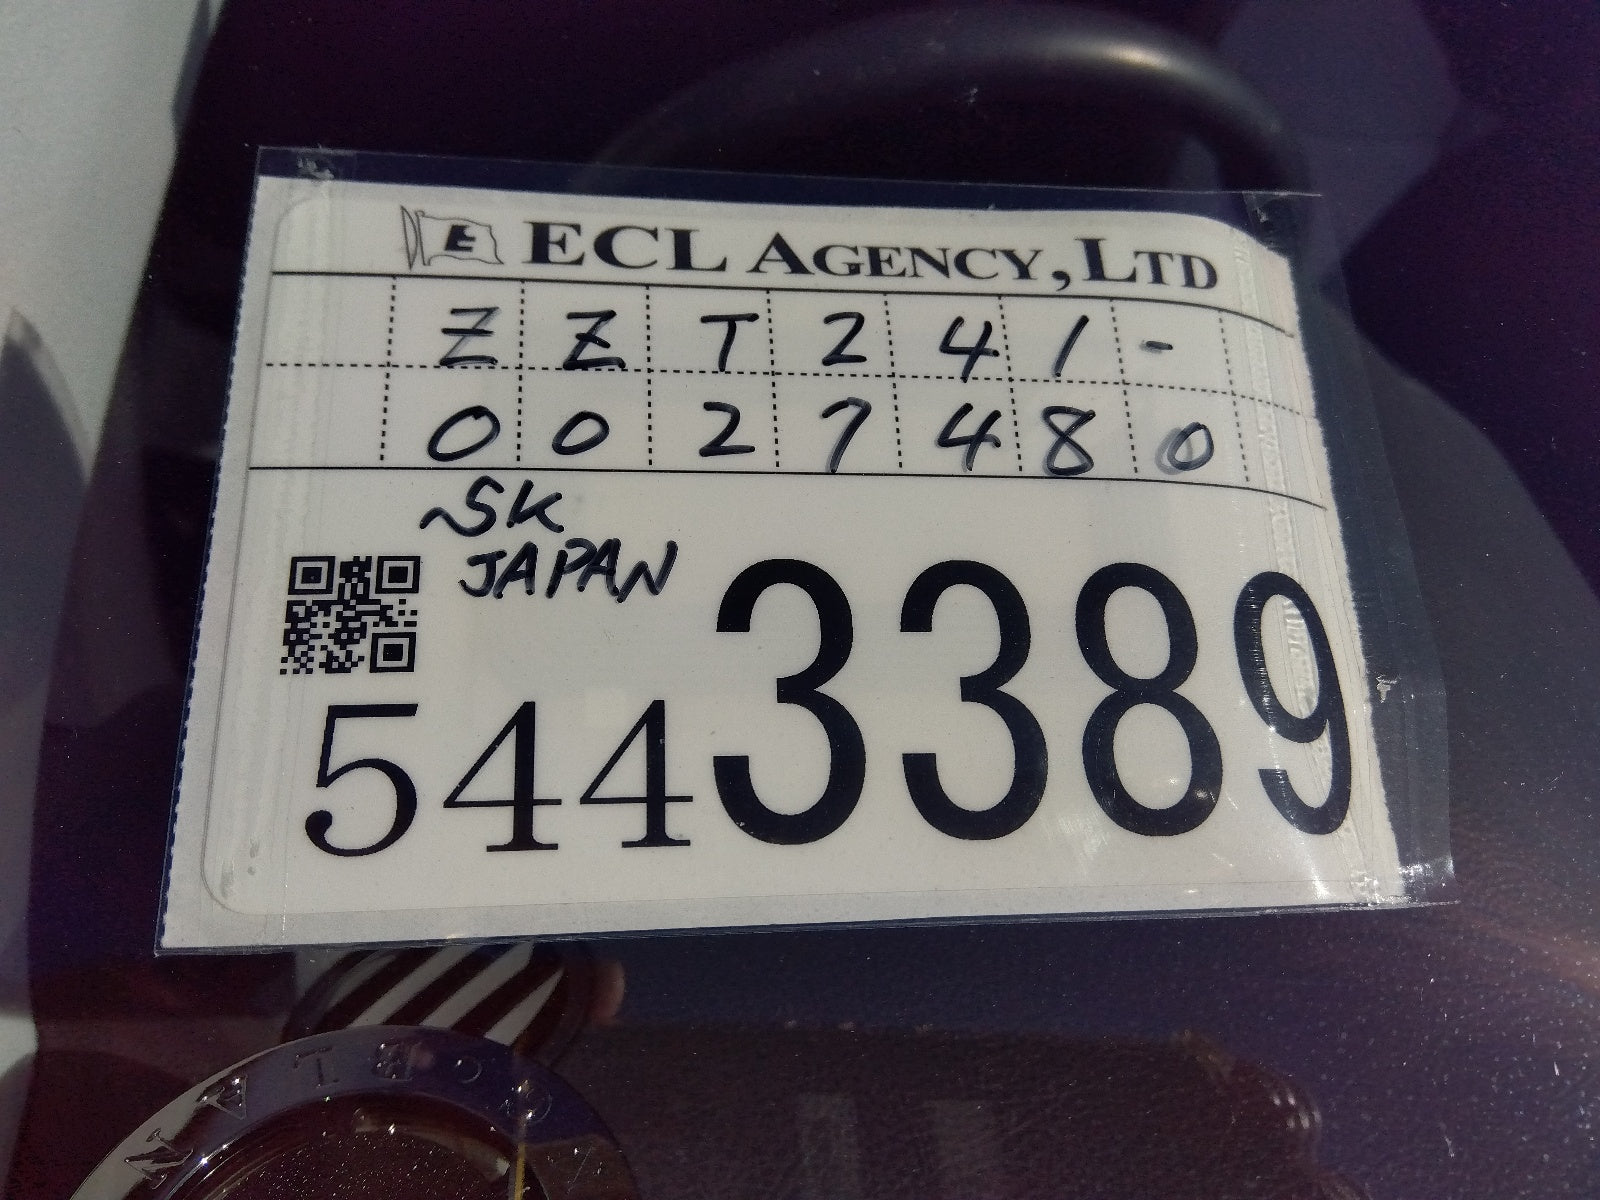 E ECL AGENCY, LTD
ZZT241-
0027480
SK
JAPAN
5443389